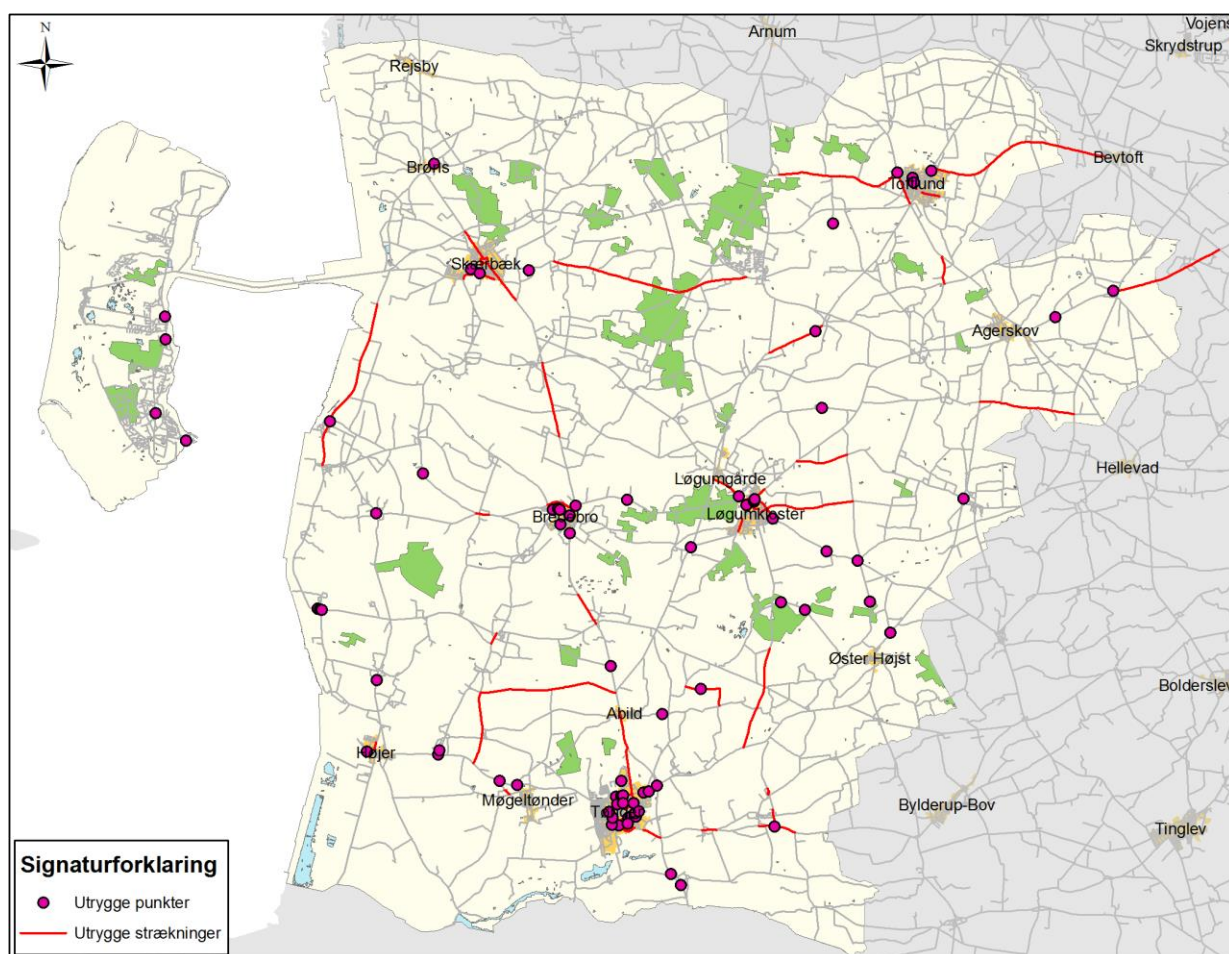 N
Arnum
Vojens
Skrydstrup
Rejsby
Brøns
Toftlund
Bevtoft
Skærbæk
Agerskov
Løgumgårde
Hellevad
Bredebro
Løgumkloster
Øster Højst
Bolderslev
Abild
Højer
Møgeltønder
Tønder
Bylderup-Bov
Tinglev
Signaturforklaring
Utrygge punkter
Utrygge strækninger